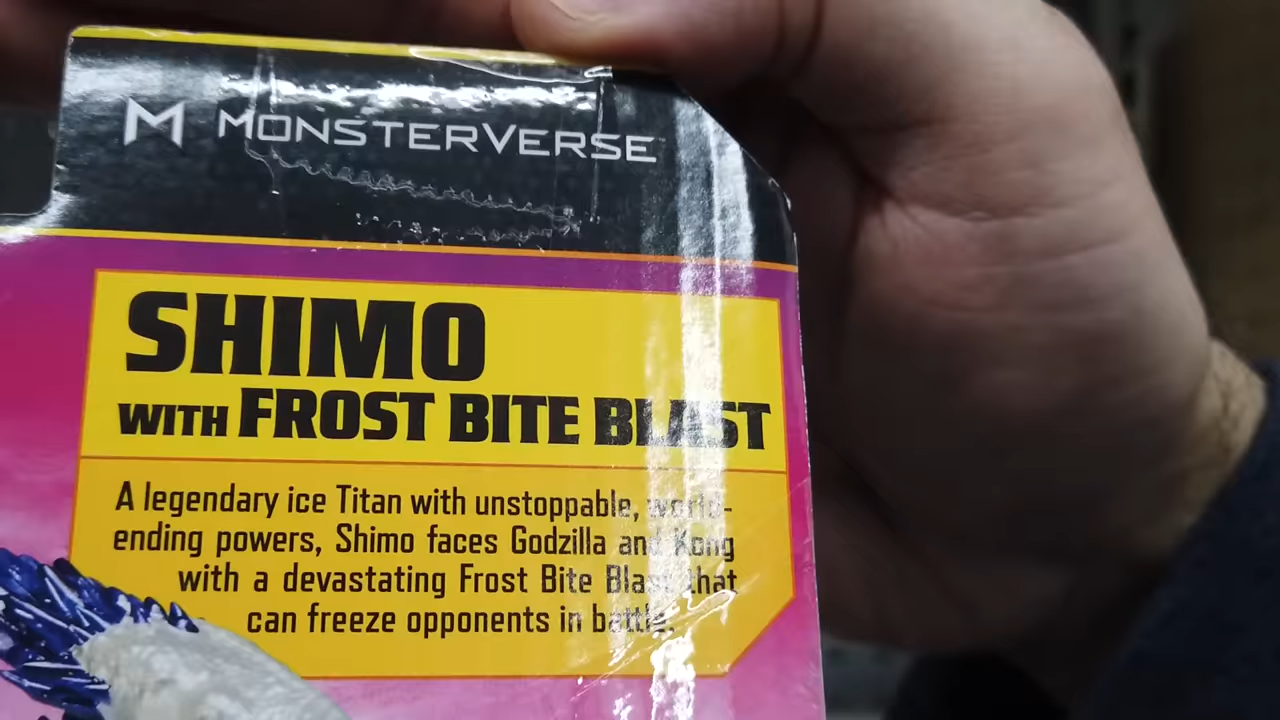 M MONSTERVERSE
SHIMO
WITH FROST BITE BLAST
A legendary ice Titan with unstoppable, world-
ending powers, Shimo faces Godzilla and Kong
with a devastating Frost Bite Blast that
can freeze opponents in battle.